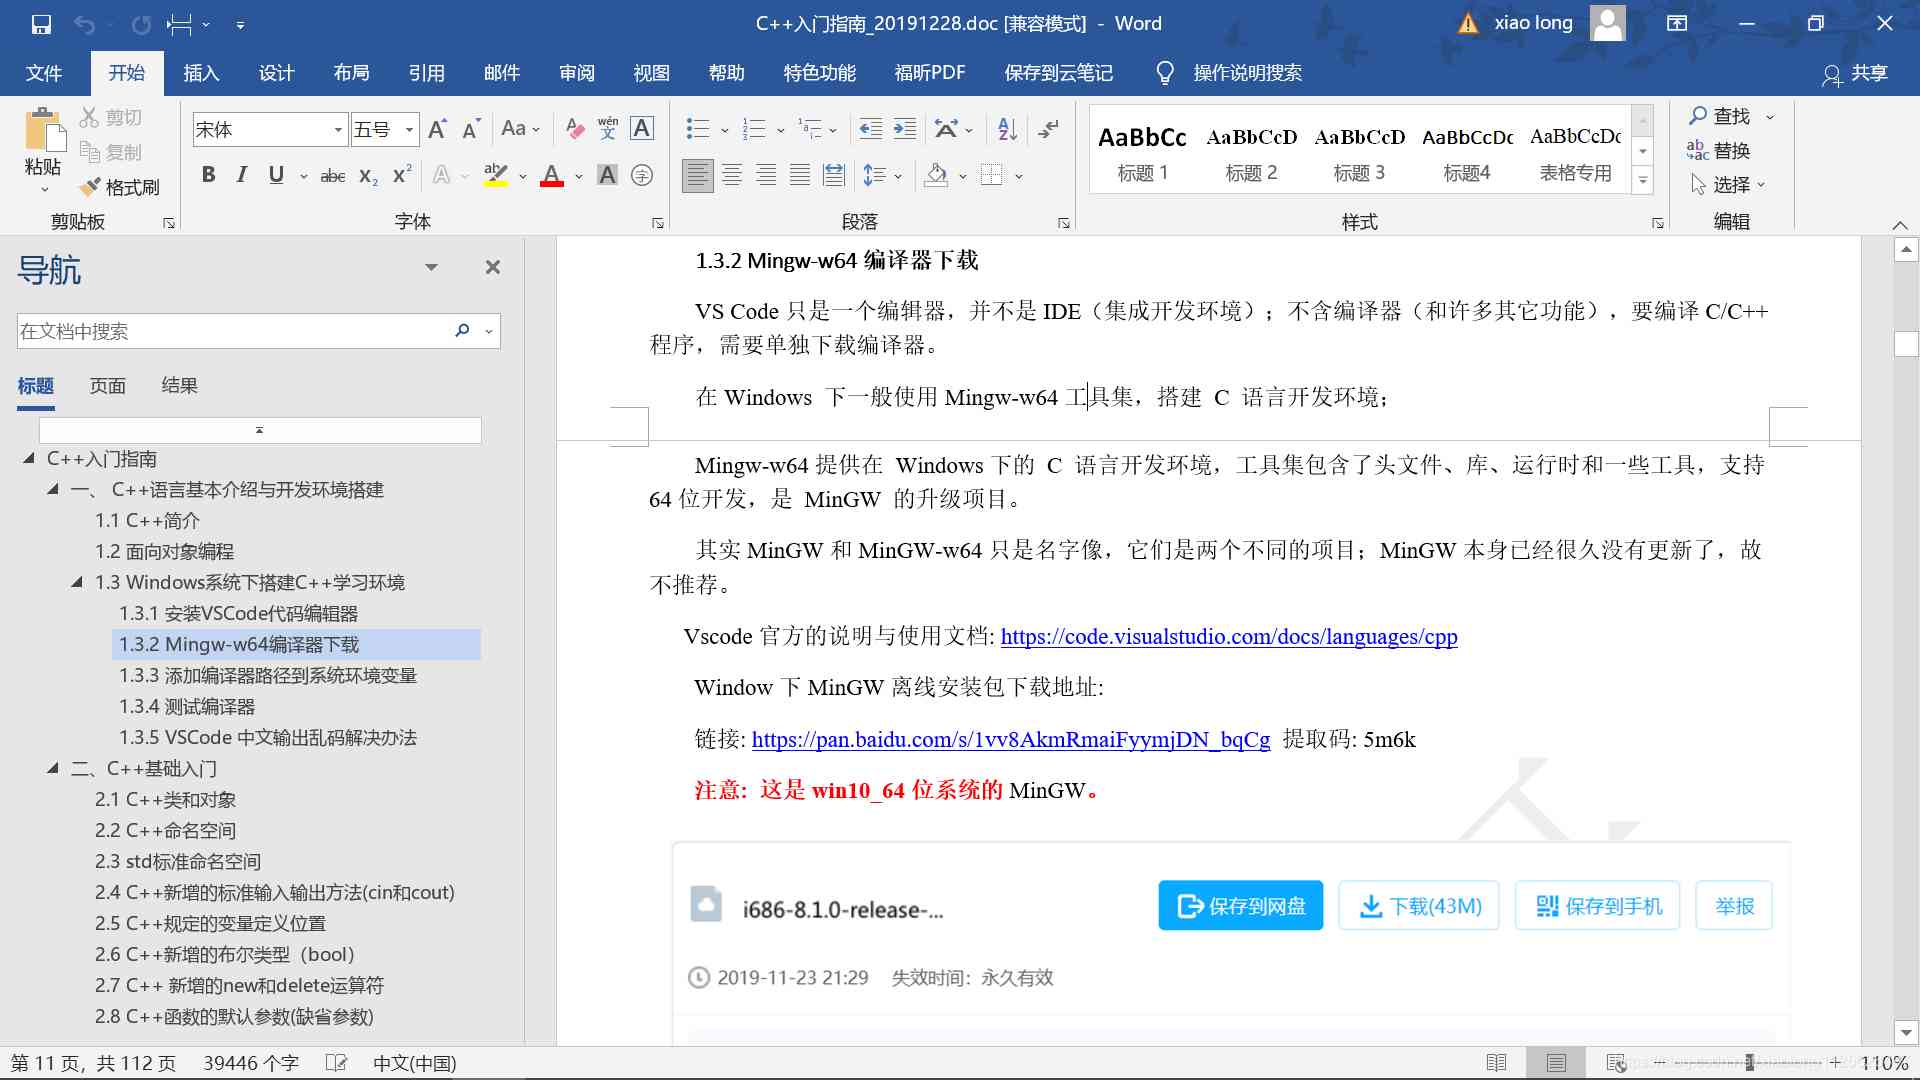 C++入门指南_20191228.doc [兼容模式] - Word
xiao long
文件 开始 插入 设计 布局 引用 邮件 审阅 视图 帮助 特色功能 福昕PDF 保存到云笔记 操作说明搜索 共享
粘贴
剪切
复制
格式刷
剪贴板
宋体 五号
字体
段落
AaBbCc AaBbCcD AaBbCcD AaBbCcDc AaBbCcDc
标题 1 标题 2 标题 3 标题4 表格专用
样式
查找
替换
选择
编辑
导航
在文档中搜索
标题 页面 结果
C++入门指南
一、 C++语言基本介绍与开发环境搭建
1.1 C++简介
1.2 面向对象编程
1.3 Windows系统下搭建C++学习环境
1.3.1 安装VSCode代码编辑器
1.3.2 Mingw-w64编译器下载
1.3.3 添加编译器路径到系统环境变量
1.3.4 测试编译器
1.3.5 VSCode 中文输出乱码解决办法
二、C++基础入门
2.1 C++类和对象
2.2 C++命名空间
2.3 std标准命名空间
2.4 C++新增的标准输入输出方法(cin和cout)
2.5 C++规定的变量定义位置
2.6 C++新增的布尔类型（bool）
2.7 C++ 新增的new和delete运算符
2.8 C++函数的默认参数(缺省参数)
1.3.2 Mingw-w64 编译器下载
VS Code 只是一个编辑器，并不是 IDE（集成开发环境）；不含编译器（和许多其它功能），要编译 C/C++
程序，需要单独下载编译器。
在 Windows 下一般使用 Mingw-w64 工具集，搭建 C 语言开发环境；
Mingw-w64 提供在 Windows 下的 C 语言开发环境，工具集包含了头文件、库、运行时和一些工具，支持
64 位开发，是 MinGW 的升级项目。
其实 MinGW 和 MinGW-w64 只是名字像，它们是两个不同的项目；MinGW 本身已经很久没有更新了，故
不推荐。
Vscode 官方的说明与使用文档: https://code.visualstudio.com/docs/languages/cpp
Window 下 MinGW 离线安装包下载地址:
链接: https://pan.baidu.com/s/1vv8AkmRmaiFyymjDN_bqCg 提取码: 5m6k
注意: 这是 win10_64 位系统的 MinGW。
i686-8.1.0-release-... 保存到网盘 下载(43M) 保存到手机 举报
2019-11-23 21:29 失效时间: 永久有效
第 11 页，共 112 页 39446 个字 中文(中国) 110%